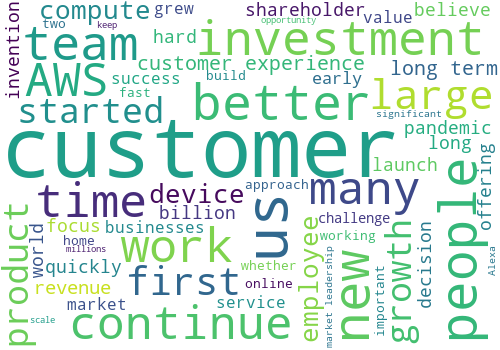 invention
compute
two
grew
shareholder
value
believe
team
hard
investment
AWS
success
customer experience
build
early
long term
started
fast
better
opportunity
keep
large
significant
pandemic
long
customer
launch
offering
time
device
billion
approach
many
people
product
world
focus
home
businesses
millions
work
us
challenge
working
employee
new
growth
decision
quickly
revenue
market
first
service
whether
online
market leadership
important
Alexa
scale
continue